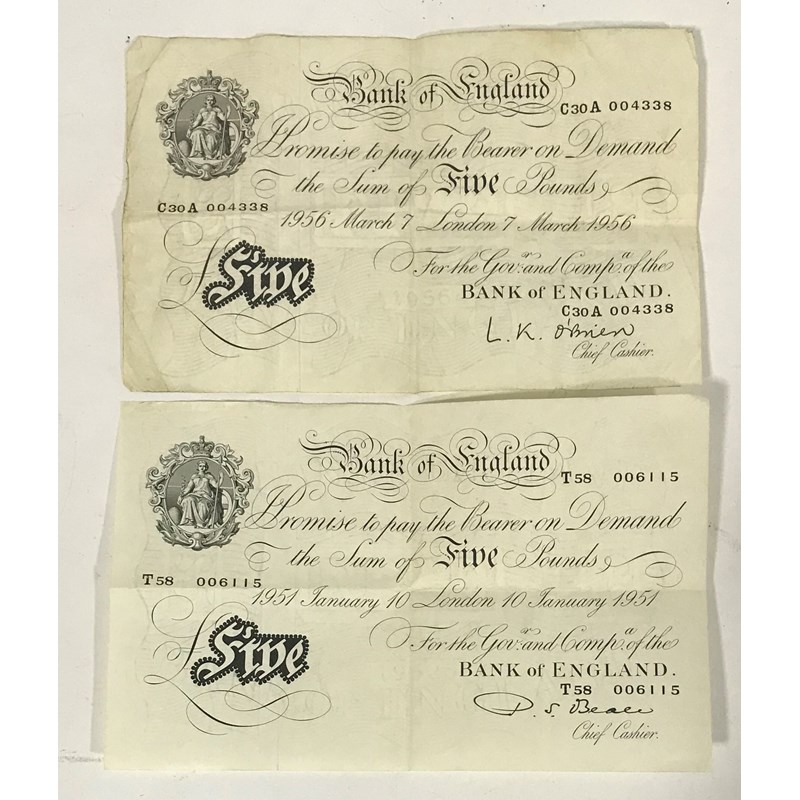 Bank of England
C30A 004338
I Promise to pay the Bearer on Demand
the Sum of Five Pounds
C30A 004338
1956 March 7 London 7 March 1956
£Five
For the Govr. and Compa. of the
BANK of ENGLAND.
C30A 004338
L. K. O'Brien
Chief Cashier.
Bank of England
T58 006115
I Promise to pay the Bearer on Demand
the Sum of Five Pounds
T58 006115
1951 January 10 London 10 January 1951
£Five
For the Govr. and Compa. of the
BANK of ENGLAND.
T58 006115
P. S. Beale
Chief Cashier.